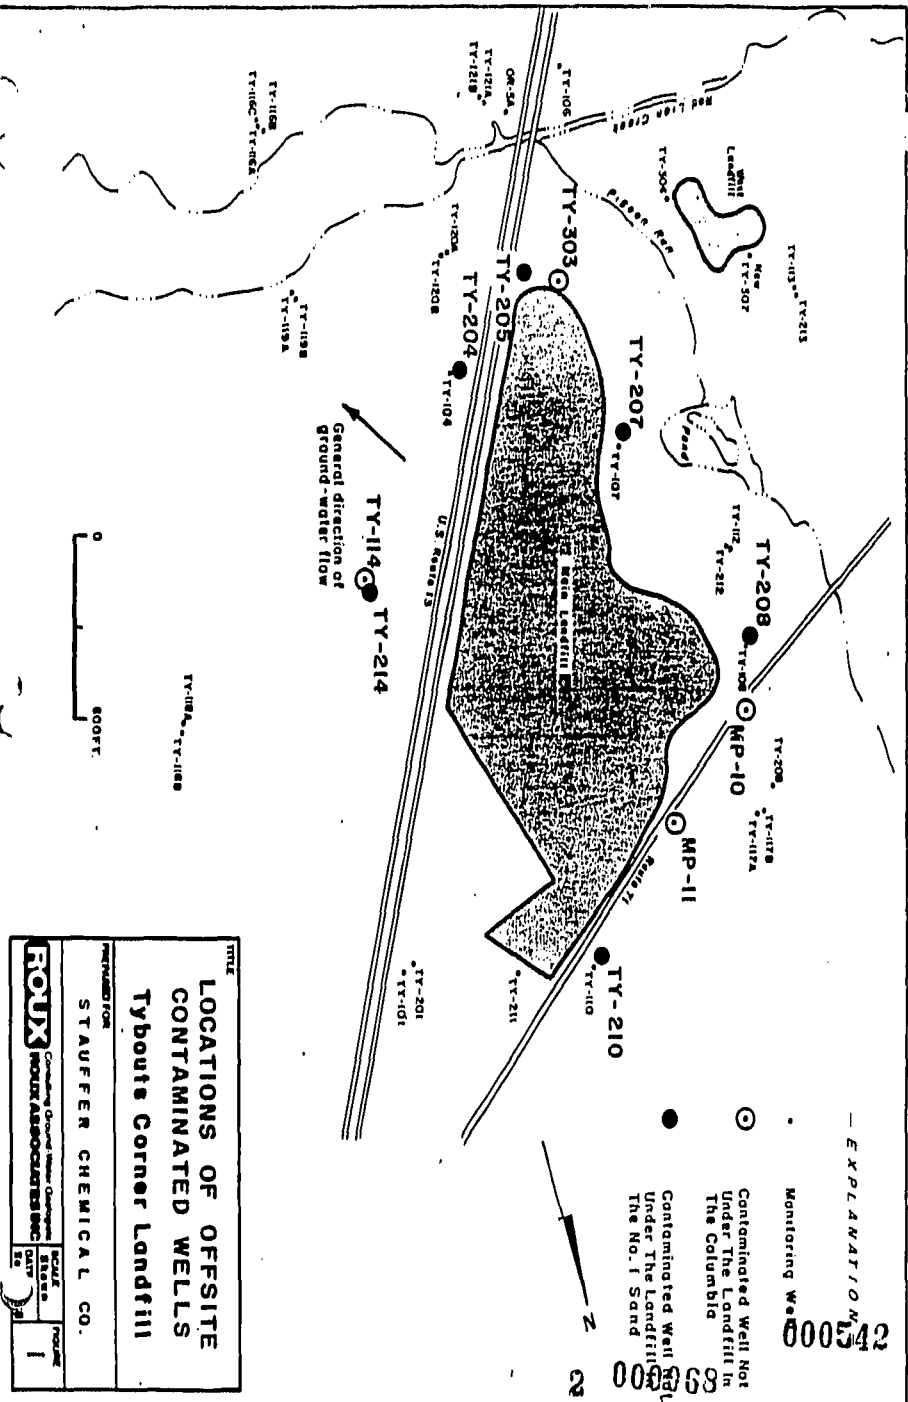 — EXPLANATION
Monitoring Well
Contaminated Well Not
Under The Landfill In
The Columbia
Contaminated Well Not
Under The Landfill
The No. 1 Sand
000542
2
N
TY-106
OR-5A
TY-121A
TY-121B
TY-116B
TY-116C
TY-116A
Red Lion Creek
Pigeon Run
West
Landfill
TY-304
TY-307
TY-113
TY-213
TY-303
TY-205
TY-120A
TY-120B
TY-204
TY-104
TY-119B
TY-119A
TY-207
TY-107
Pond
TY-112
TY-212
TY-208
TY-108
MP-10
TY-209
TY-117B
TY-117A
MP-11
Route 71
Main Landfill
U.S. Route 13
General direction of
ground-water flow
TY-114
TY-214
TY-118A
TY-118B
TY-210
TY-110
TY-211
TY-201
TY-101
0
600FT.
TITLE
LOCATIONS OF OFFSITE
CONTAMINATED WELLS
Tybouts Corner Landfill
PREPARED FOR
STAUFFER CHEMICAL CO.
ROUX
Consulting Ground-Water Geologists
ROUX ASSOCIATES INC
SCALE
Shown
DATE
FIGURE
1